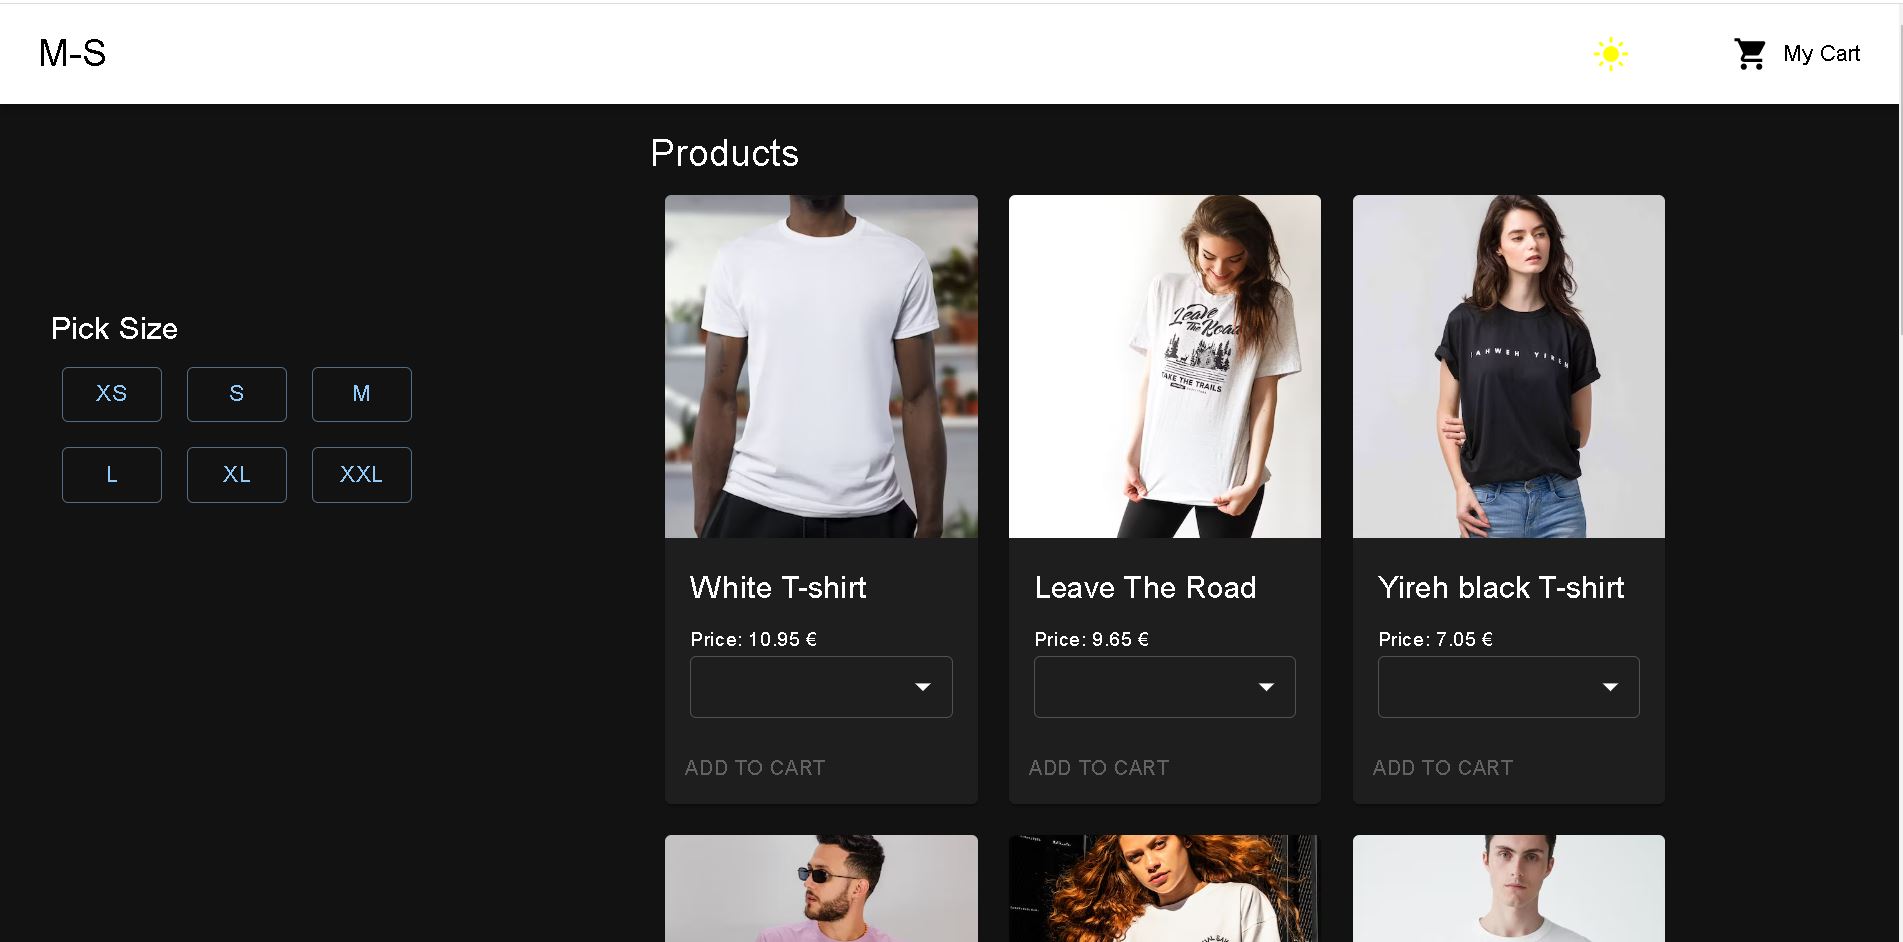 M-S
My Cart
Products
Pick Size
XS
S
M
L
XL
XXL
Leave
The Road
TAKE THE TRAILS
AHWEH YIREH
White T-shirt
Price: 10.95 €
ADD TO CART
Leave The Road
Price: 9.65 €
ADD TO CART
Yireh black T-shirt
Price: 7.05 €
ADD TO CART